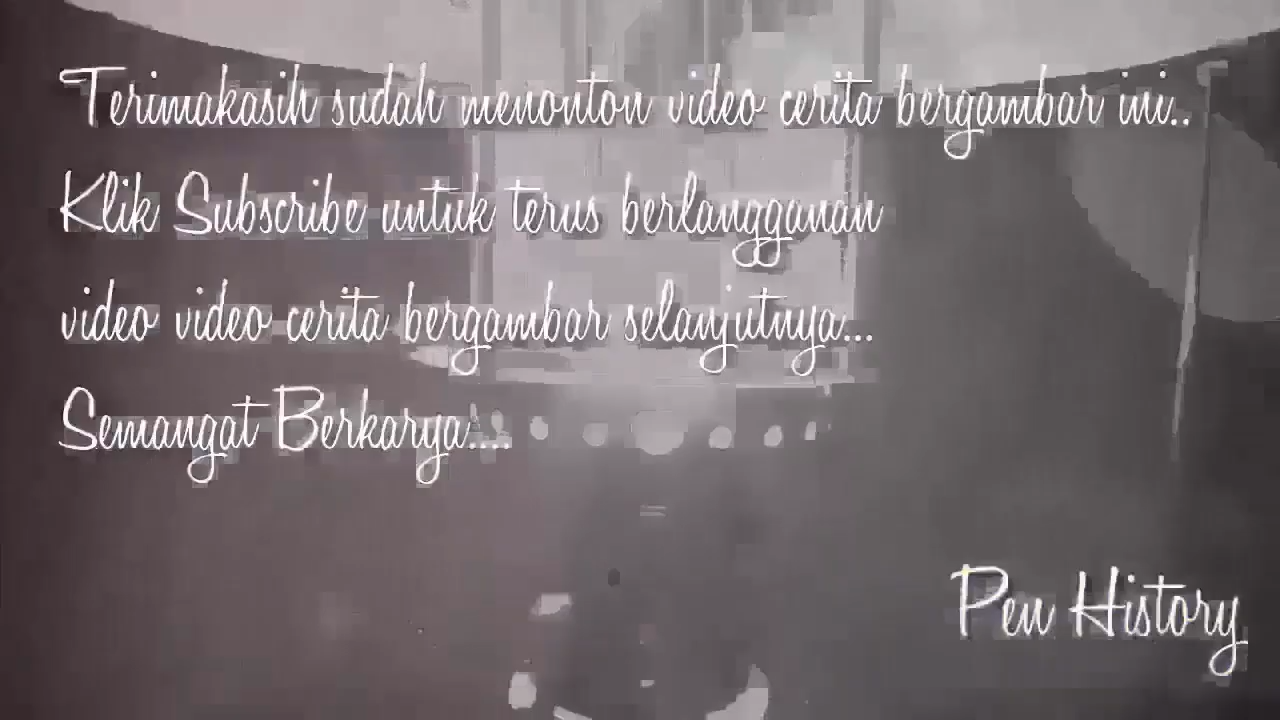 Terimakasih sudah menonton video cerita bergambar ini..
Klik Subscribe untuk terus berlangganan
video video cerita bergambar selanjutnya...
Semangat Berkarya....
Pen History